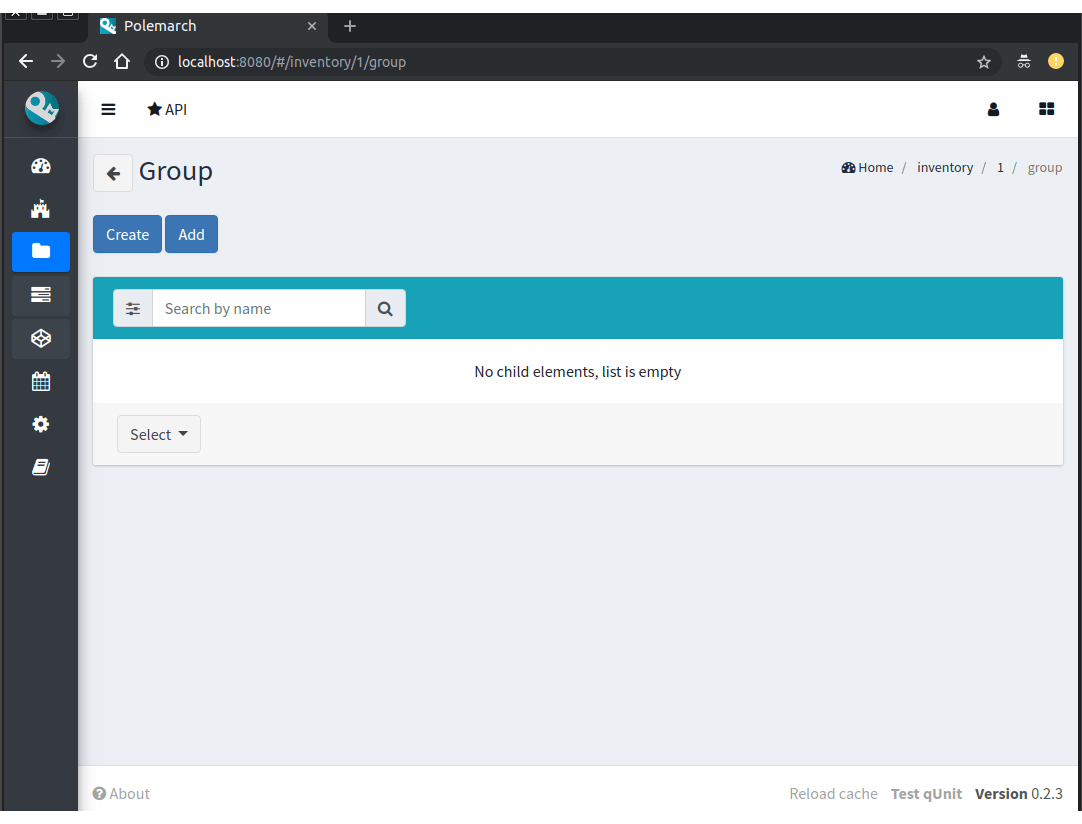 Polemarch
localhost:8080/#/inventory/1/group
API
Group
Home / inventory / 1 / group
Create Add
Search by name
No child elements, list is empty
Select
About
Reload cache Test qUnit Version 0.2.3